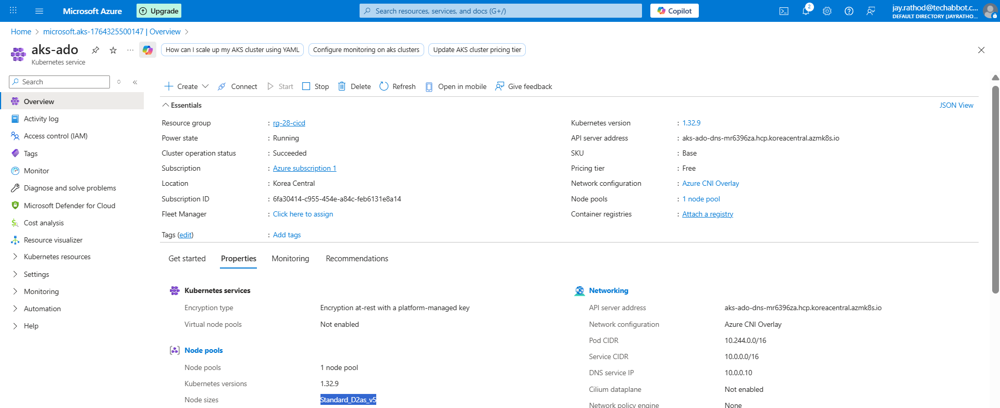 Microsoft Azure
Upgrade
Search resources, services, and docs (G+/)
Copilot
2
jay.rathod@techabbot.c...
DEFAULT DIRECTORY (JAYRATHO...
Home > microsoft.aks-1764325500147 | Overview >
aks-ado
Kubernetes service
How can I scale up my AKS cluster using YAML
Configure monitoring on aks clusters
Update AKS cluster pricing tier
Search
Overview
Activity log
Access control (IAM)
Tags
Monitor
Diagnose and solve problems
Microsoft Defender for Cloud
Cost analysis
Resource visualizer
Kubernetes resources
Settings
Monitoring
Automation
Help
Create
Connect
Start
Stop
Delete
Refresh
Open in mobile
Give feedback
Essentials
JSON View
Resource group : rg-28-cicd
Power state : Running
Cluster operation status : Succeeded
Subscription : Azure subscription 1
Location : Korea Central
Subscription ID : 6fa30414-c955-454e-a84c-feb6131e8a14
Fleet Manager : Click here to assign
Kubernetes version : 1.32.9
API server address : aks-ado-dns-mr6396za.hcp.koreacentral.azmk8s.io
SKU : Base
Pricing tier : Free
Network configuration : Azure CNI Overlay
Node pools : 1 node pool
Container registries : Attach a registry
Tags (edit) : Add tags
Get started
Properties
Monitoring
Recommendations
Kubernetes services
Encryption type Encryption at-rest with a platform-managed key
Virtual node pools Not enabled
Node pools
Node pools 1 node pool
Kubernetes versions 1.32.9
Node sizes Standard_D2as_v5
Networking
API server address aks-ado-dns-mr6396za.hcp.koreacentral.azmk8s.io
Network configuration Azure CNI Overlay
Pod CIDR 10.244.0.0/16
Service CIDR 10.0.0.0/16
DNS service IP 10.0.0.10
Cilium dataplane Not enabled
Network policy engine None